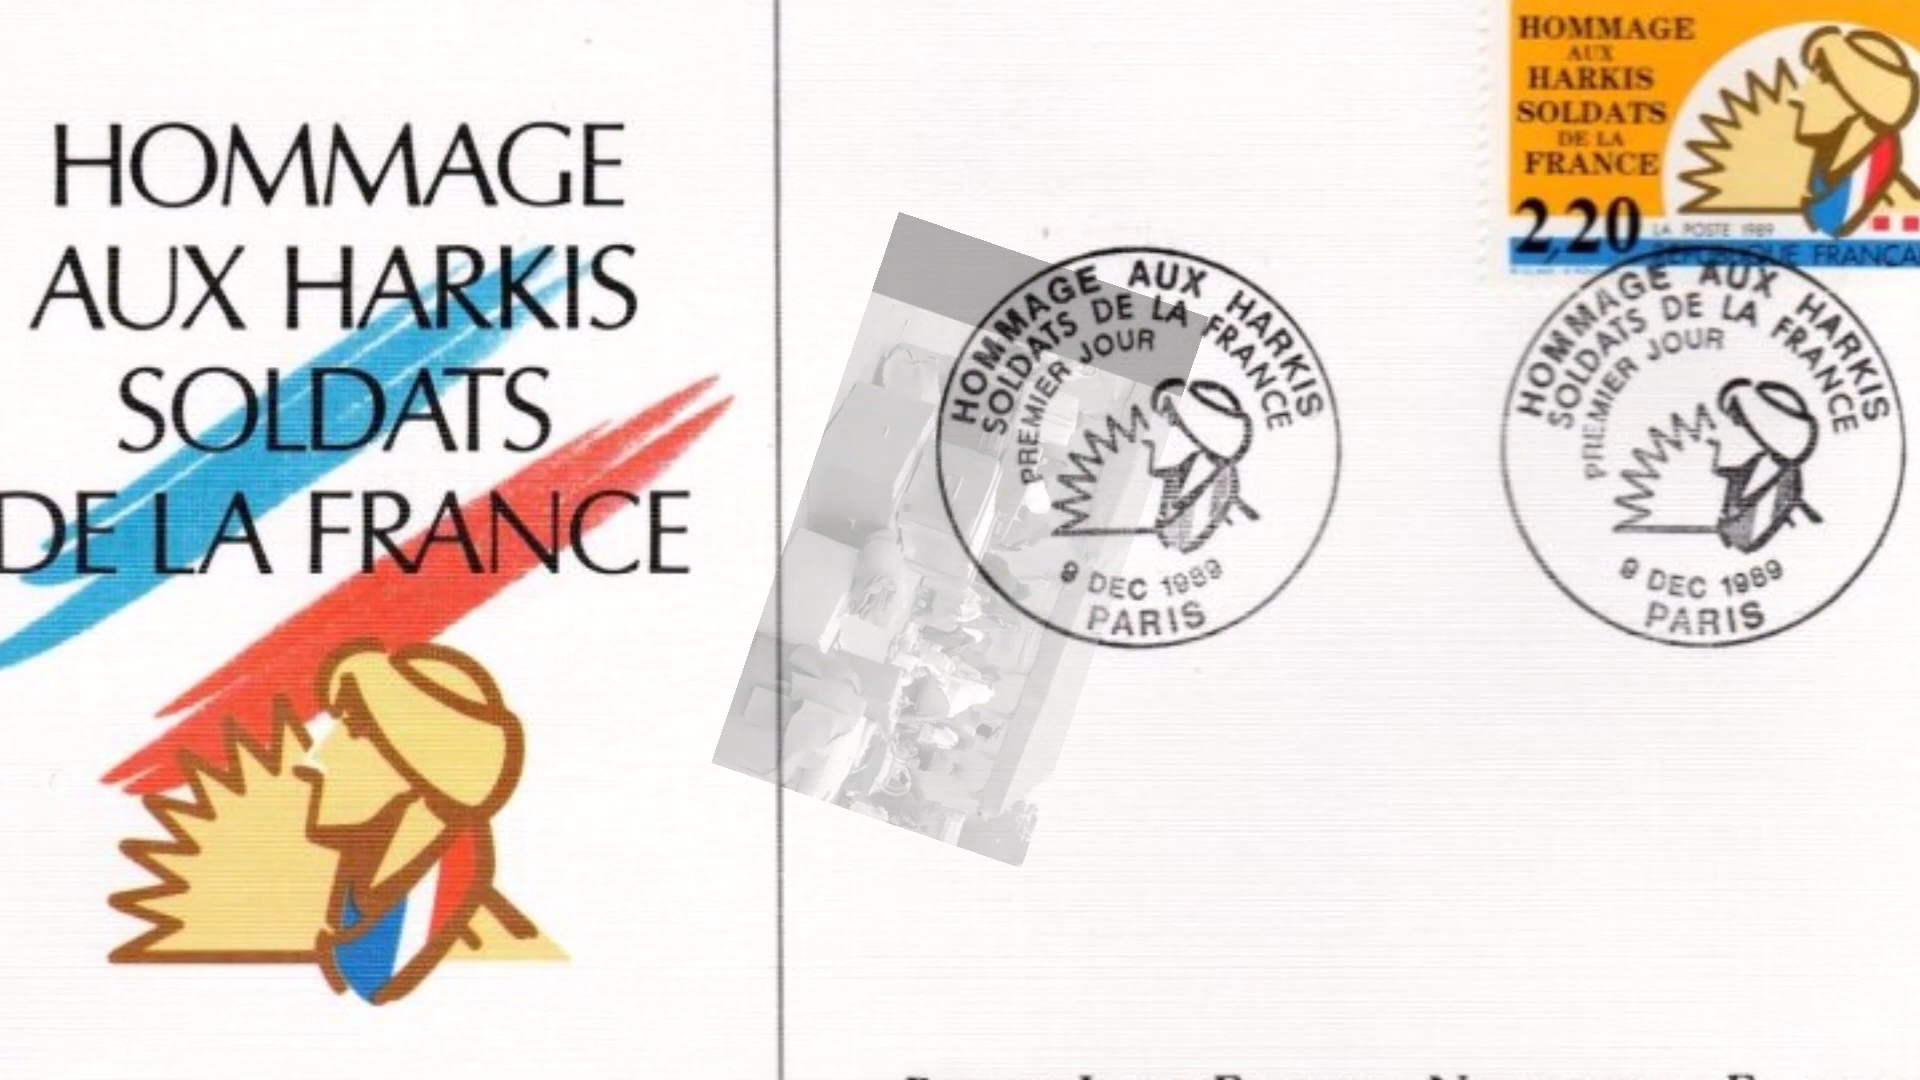 HOMMAGE
AUX HARKIS
SOLDATS
DE LA FRANCE
HOMMAGE
AUX
HARKIS
SOLDATS
DE LA
FRANCE
2,20
LA POSTE 1989
REPUBLIQUE FRANÇA
HOMMAGE AUX HARKIS
SOLDATS DE LA FRANCE
PREMIER JOUR
9 DEC 1989
PARIS
HOMMAGE AUX HARKIS
SOLDATS DE LA FRANCE
PREMIER JOUR
9 DEC 1989
PARIS